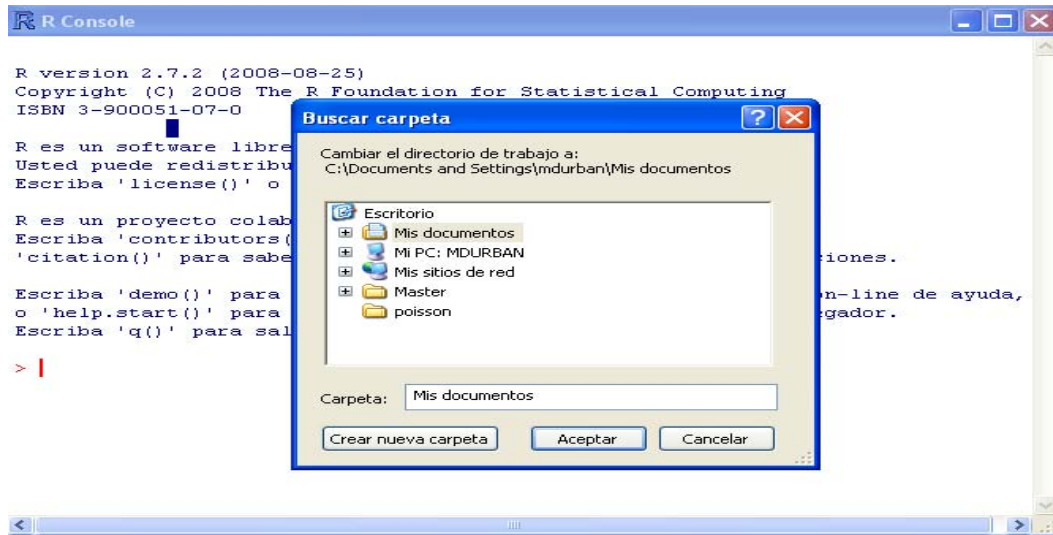 R Console
R version 2.7.2 (2008-08-25)
Copyright (C) 2008 The R Foundation for Statistical Computing
ISBN 3-900051-07-0
R es un software libre
Usted puede redistribu
Escriba 'license()' o
R es un proyecto colab
Escriba 'contributors(
'citation()' para sabe iones.
Escriba 'demo()' para n-line de ayuda,
o 'help.start()' para gador.
Escriba 'q()' para sal
>
Buscar carpeta
Cambiar el directorio de trabajo a:
C:\Documents and Settings\mdurban\Mis documentos
Escritorio
Mis documentos
Mi PC: MDURBAN
Mis sitios de red
Master
poisson
Carpeta: Mis documentos
Crear nueva carpeta Aceptar Cancelar